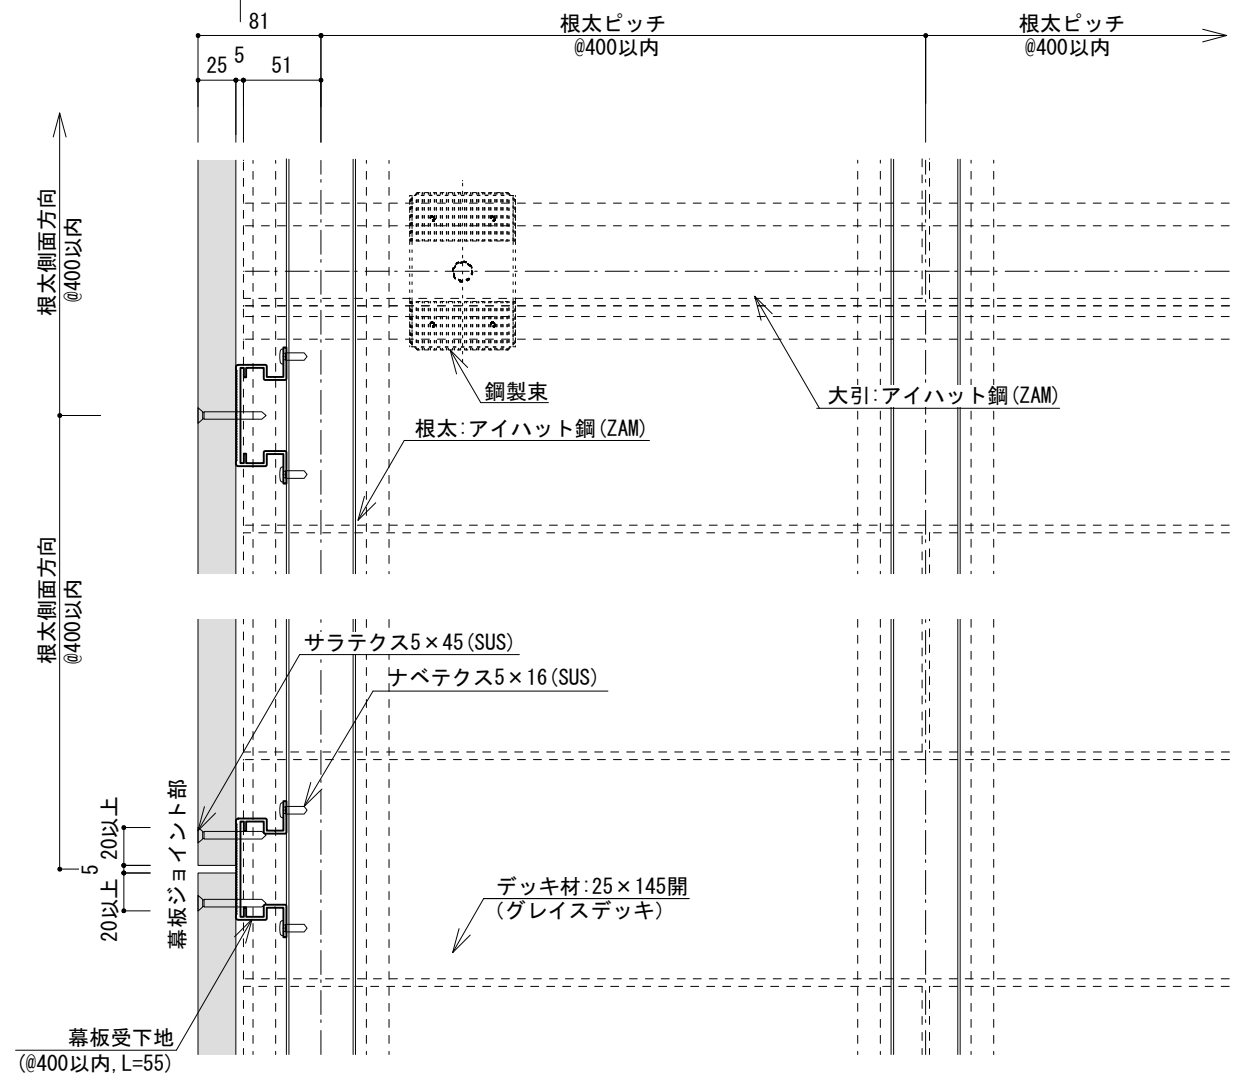 81
根太ピッチ
@400以内
根太ピッチ
@400以内
25
5
51
根太側面方向
@400以内
鋼製束
大引:アイハット鋼(ZAM)
根太:アイハット鋼(ZAM)
根太側面方向
@400以内
サラテクス5×45(SUS)
ナベテクス5×16(SUS)
幕板ジョイント部
20以上
5
20以上
デッキ材:25×145開
(グレイスデッキ)
幕板受下地
(@400以内,L=55)